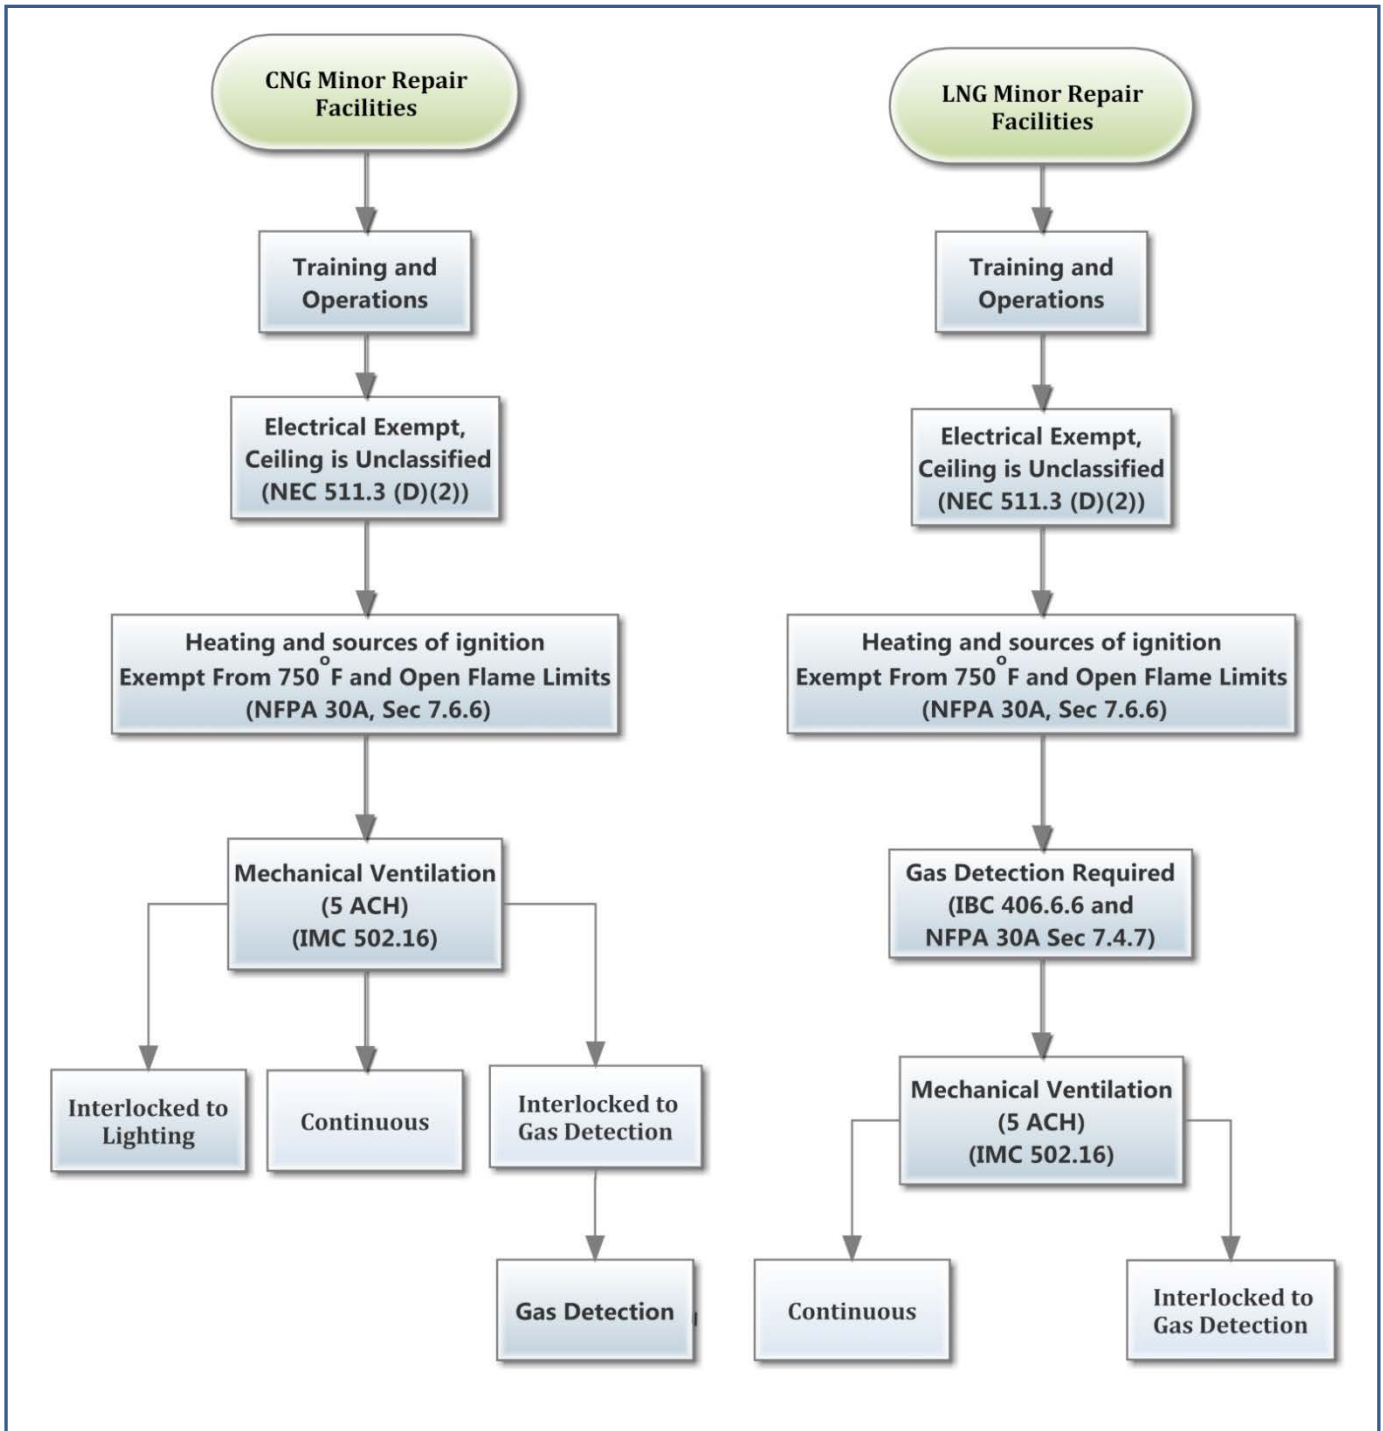 CNG Minor Repair
Facilities
Training and
Operations
Electrical Exempt,
Ceiling is Unclassified
(NEC 511.3 (D)(2))
Heating and sources of ignition
Exempt From 750°F and Open Flame Limits
(NFPA 30A, Sec 7.6.6)
Mechanical Ventilation
(5 ACH)
(IMC 502.16)
Interlocked to
Lighting
Continuous
Interlocked to
Gas Detection
Gas Detection
LNG Minor Repair
Facilities
Training and
Operations
Electrical Exempt,
Ceiling is Unclassified
(NEC 511.3 (D)(2))
Heating and sources of ignition
Exempt From 750°F and Open Flame Limits
(NFPA 30A, Sec 7.6.6)
Gas Detection Required
(IBC 406.6.6 and
NFPA 30A Sec 7.4.7)
Mechanical Ventilation
(5 ACH)
(IMC 502.16)
Continuous
Interlocked to
Gas Detection